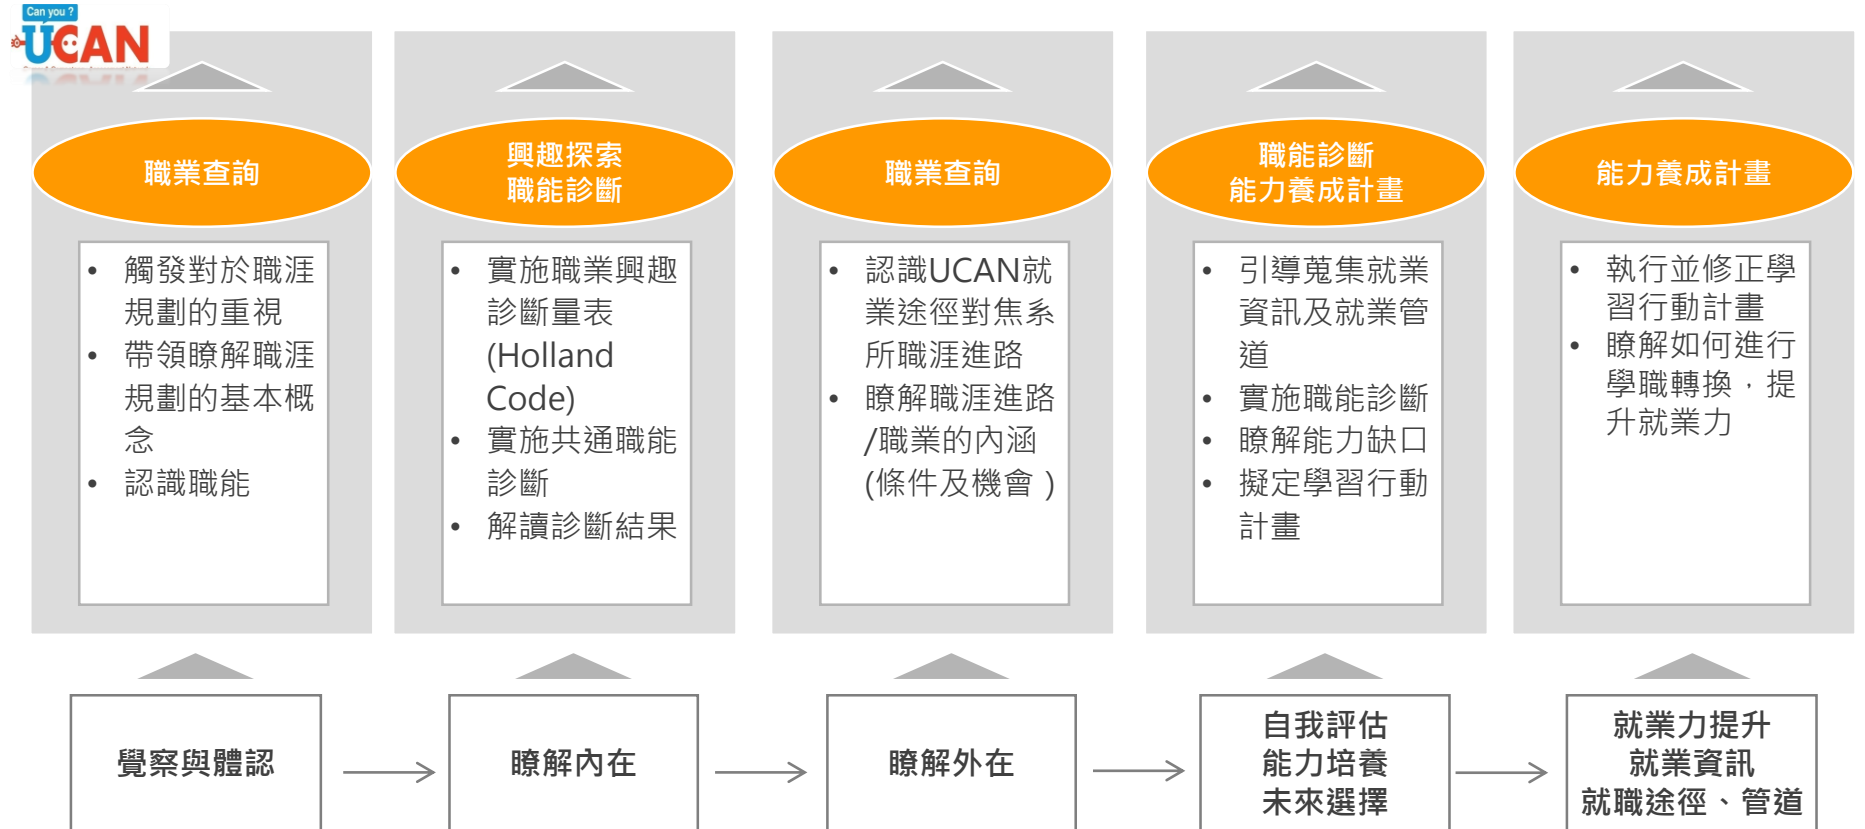 Can you ?
UCAN
職業查詢
觸發對於職涯
規劃的重視
帶領瞭解職涯
規劃的基本概
念
認識職能
覺察與體認
興趣探索
職能診斷
實施職業興趣
診斷量表
(Holland
Code)
實施共通職能
診斷
解讀診斷結果
瞭解內在
職業查詢
認識UCAN就
業途徑對焦系
所職涯進路
瞭解職涯進路
/職業的內涵
(條件及機會)
瞭解外在
職能診斷
能力養成計畫
引導蒐集就業
資訊及就業管
道
實施職能診斷
瞭解能力缺口
擬定學習行動
計畫
自我評估
能力培養
未來選擇
能力養成計畫
執行並修正學
習行動計畫
瞭解如何進行
學職轉換，提
升就業力
就業力提升
就業資訊
就職途徑、管道